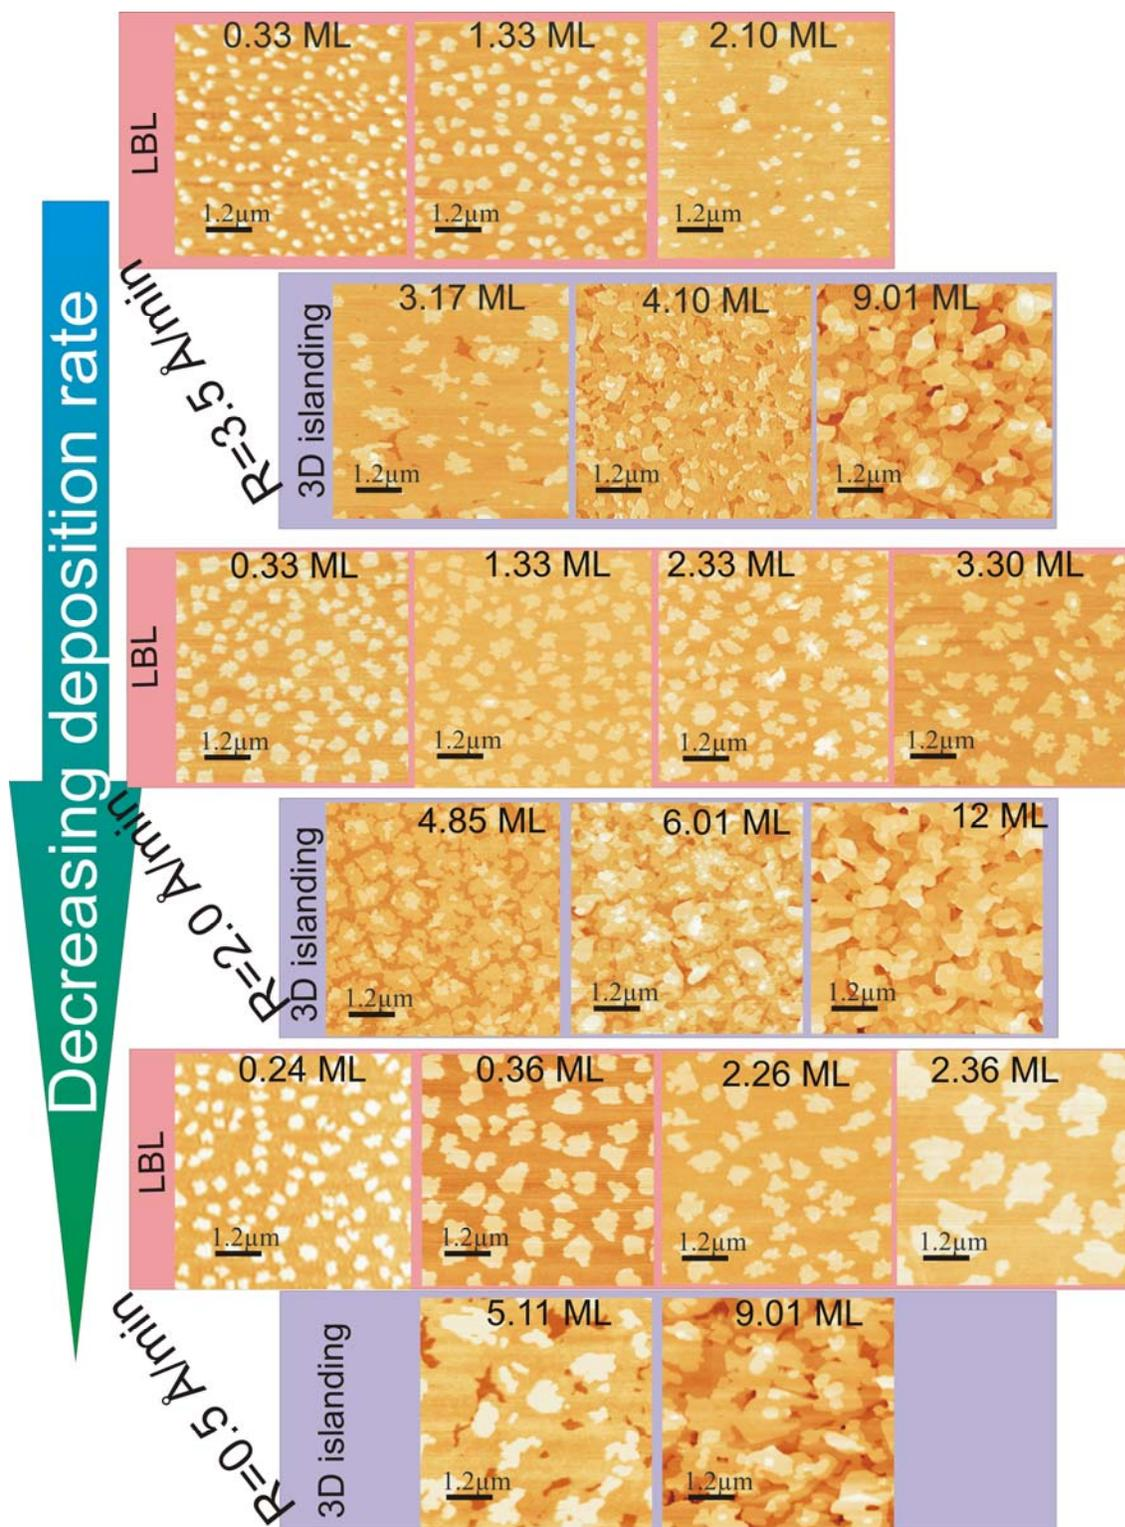 Decreasing deposition rate
R=3.5 Å/min
LBL
0.33 ML
1.33 ML
2.10 ML
1.2μm
1.2μm
1.2μm
3D islanding
3.17 ML
4.10 ML
9.01 ML
1.2μm
1.2μm
1.2μm
R=2.0 Å/min
LBL
0.33 ML
1.33 ML
2.33 ML
3.30 ML
1.2μm
1.2μm
1.2μm
1.2μm
3D islanding
4.85 ML
6.01 ML
12 ML
1.2μm
1.2μm
1.2μm
R=0.5 Å/min
LBL
0.24 ML
0.36 ML
2.26 ML
2.36 ML
1.2μm
1.2μm
1.2μm
1.2μm
3D islanding
5.11 ML
9.01 ML
1.2μm
1.2μm